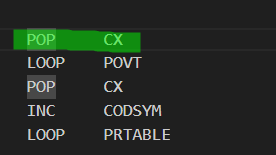 POP CX
LOOP POVT
POP CX
INC CODSYM
LOOP PRTABLE